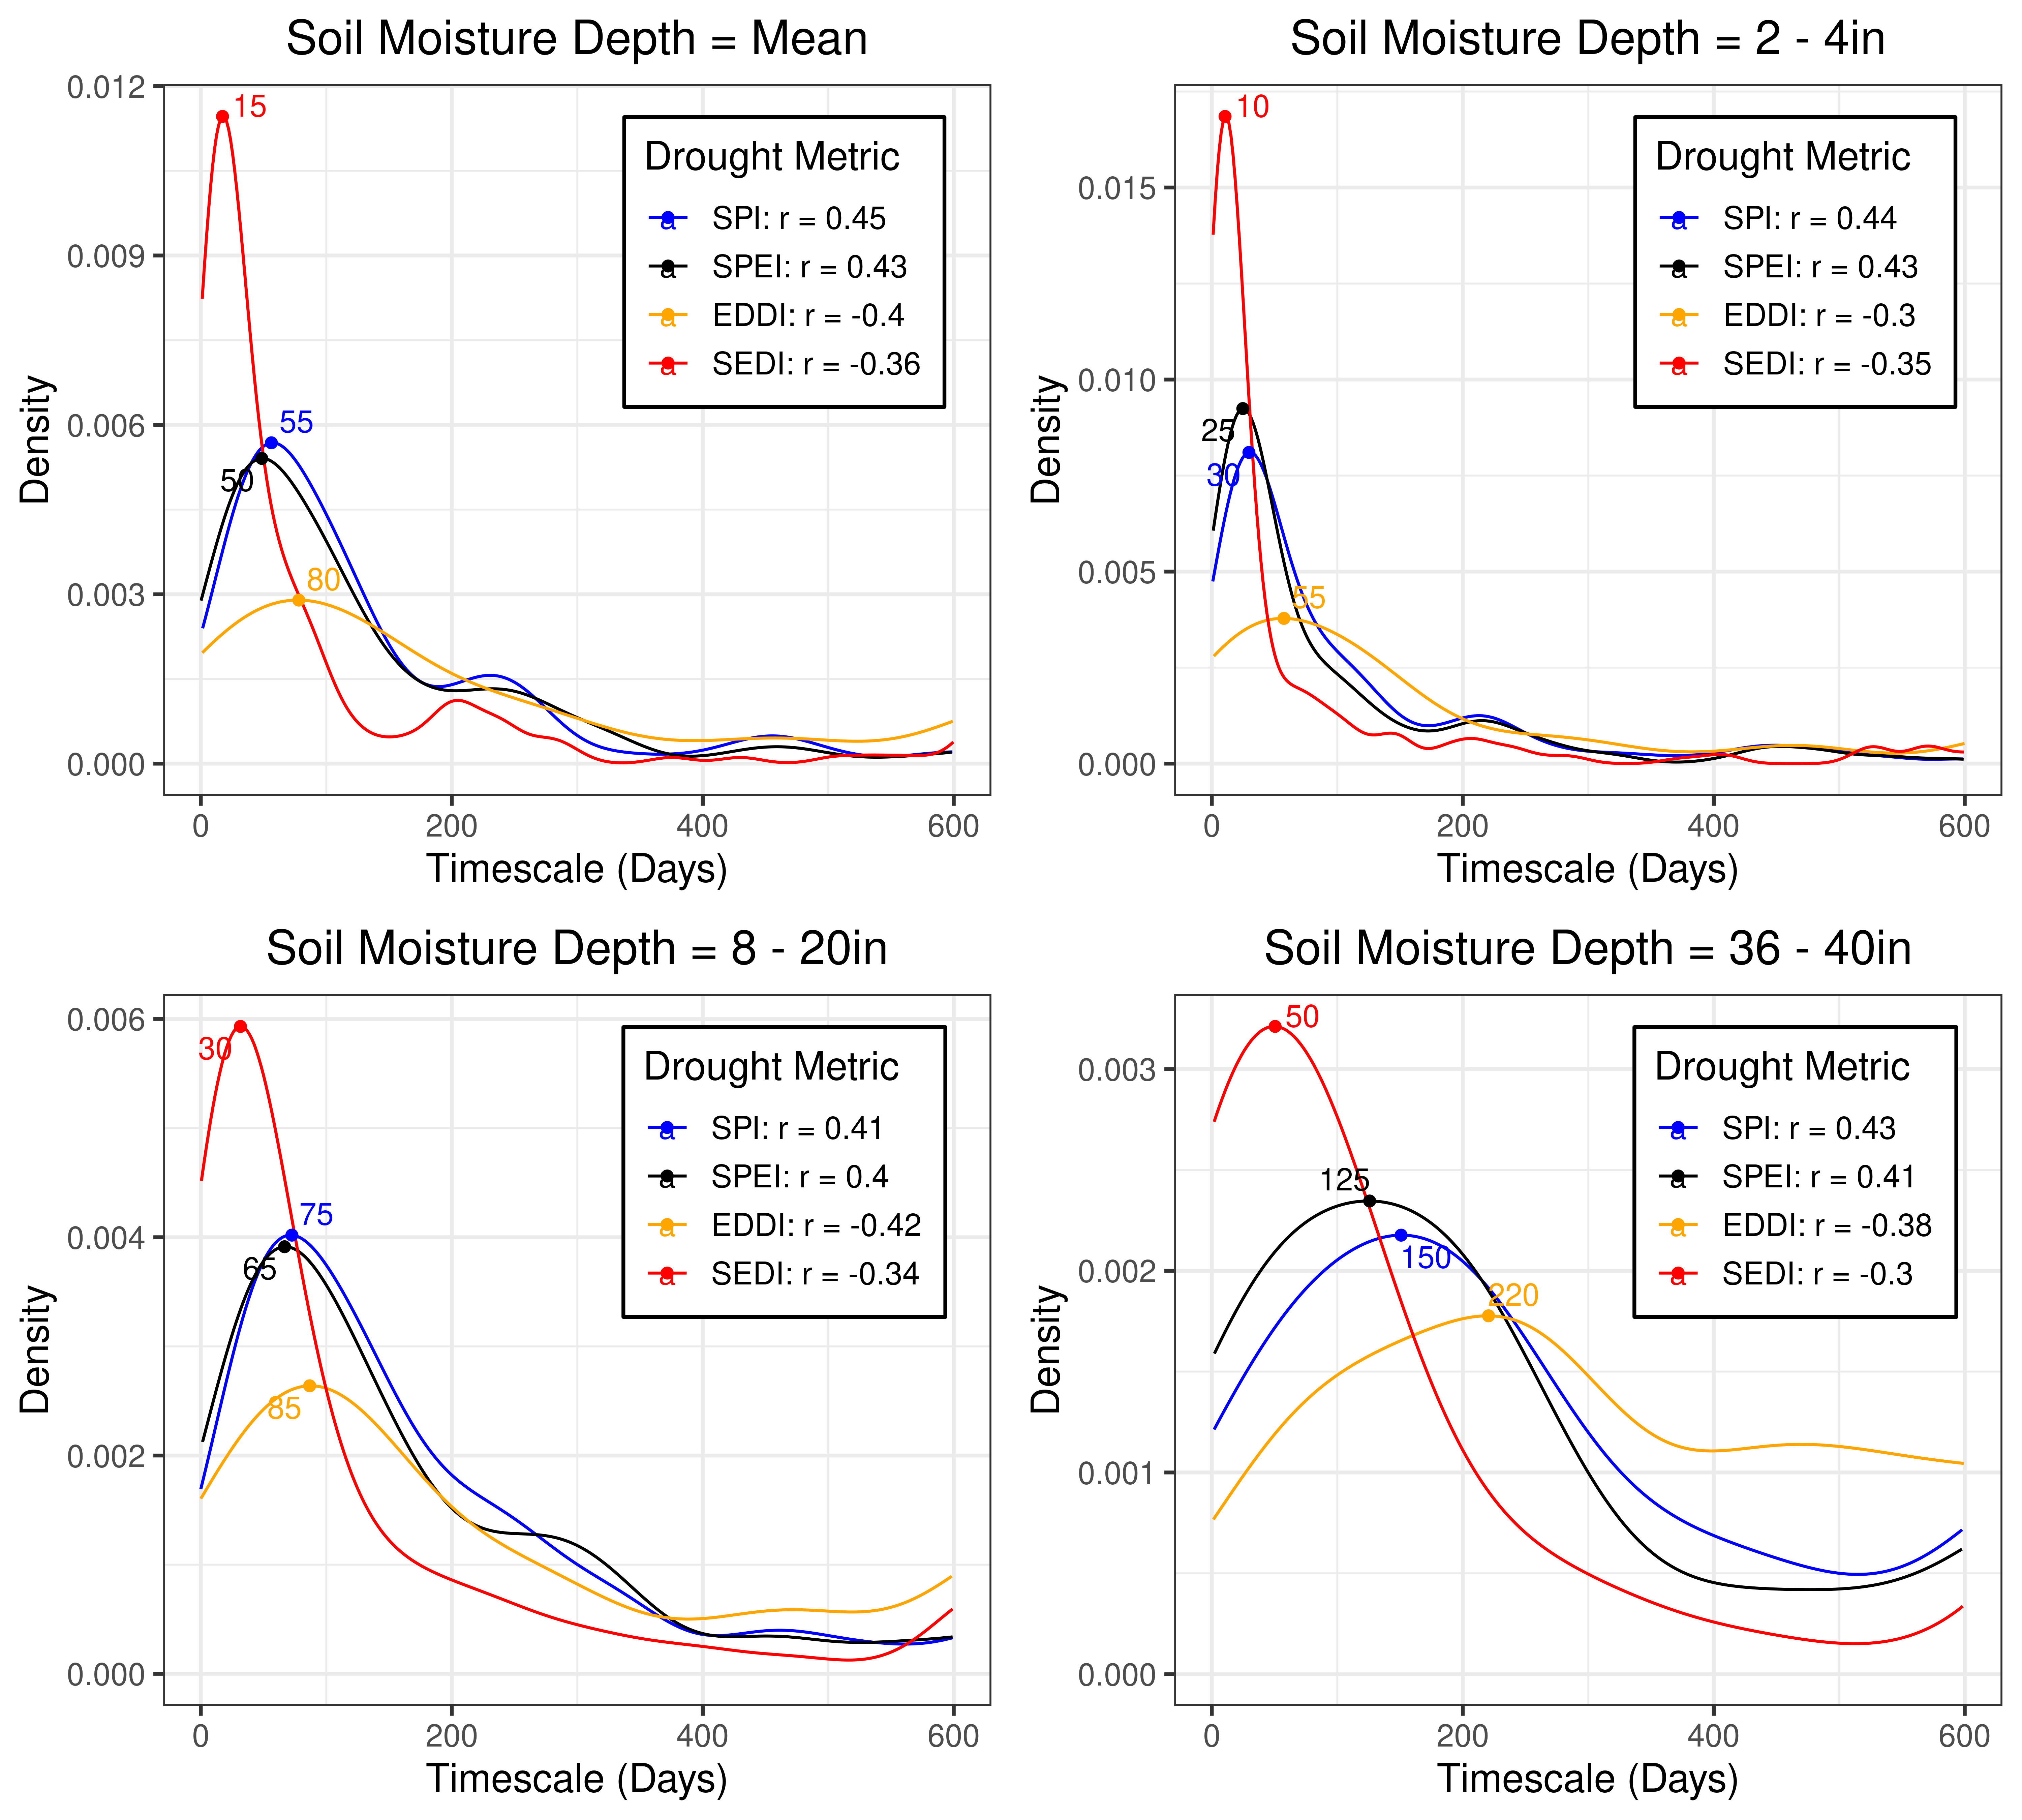 Soil Moisture Depth = Mean
0.012
0.009
0.006
0.003
0.000
Density
15
55
50
80
Drought Metric
a SPI: r = 0.45
a SPEI: r = 0.43
a EDDI: r = -0.4
a SEDI: r = -0.36
0 200 400 600
Timescale (Days)
Soil Moisture Depth = 2 - 4in
0.015
0.010
0.005
0.000
Density
10
25
30
55
Drought Metric
a SPI: r = 0.44
a SPEI: r = 0.43
a EDDI: r = -0.3
a SEDI: r = -0.35
0 200 400 600
Timescale (Days)
Soil Moisture Depth = 8 - 20in
0.006
0.004
0.002
0.000
Density
30
75
65
85
Drought Metric
a SPI: r = 0.41
a SPEI: r = 0.4
a EDDI: r = -0.42
a SEDI: r = -0.34
0 200 400 600
Timescale (Days)
Soil Moisture Depth = 36 - 40in
0.003
0.002
0.001
0.000
Density
50
125
150
220
Drought Metric
a SPI: r = 0.43
a SPEI: r = 0.41
a EDDI: r = -0.38
a SEDI: r = -0.3
0 200 400 600
Timescale (Days)